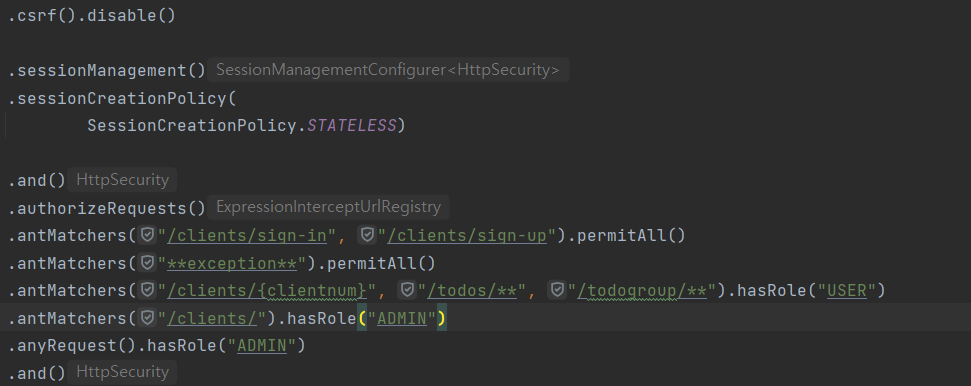 .csrf().disable()
.sessionManagement() SessionManagementConfigurer<HttpSecurity>
.sessionCreationPolicy(
SessionCreationPolicy.STATELESS)
.and() HttpSecurity
.authorizeRequests() ExpressionInterceptUrlRegistry
.antMatchers("/clients/sign-in", "/clients/sign-up").permitAll()
.antMatchers("**exception**").permitAll()
.antMatchers("/clients/{clientnum}", "/todos/**", "/todogroup/**").hasRole("USER")
.antMatchers("/clients/").hasRole("ADMIN")
.anyRequest().hasRole("ADMIN")
.and() HttpSecurity